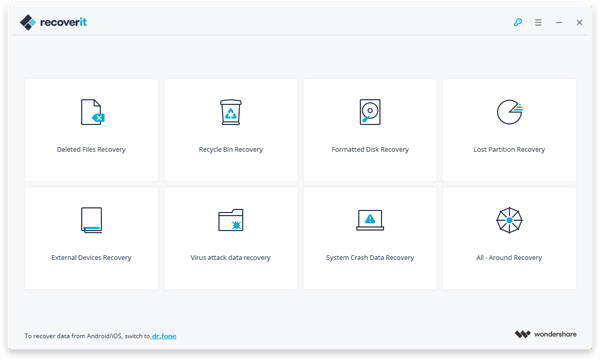 recoverit
Deleted Files Recovery
Recycle Bin Recovery
Formatted Disk Recovery
Lost Partition Recovery
External Devices Recovery
Virus attack data recovery
System Crash Data Recovery
All - Around Recovery
To recover data from Android/iOS, switch to dr.fone
wondershare